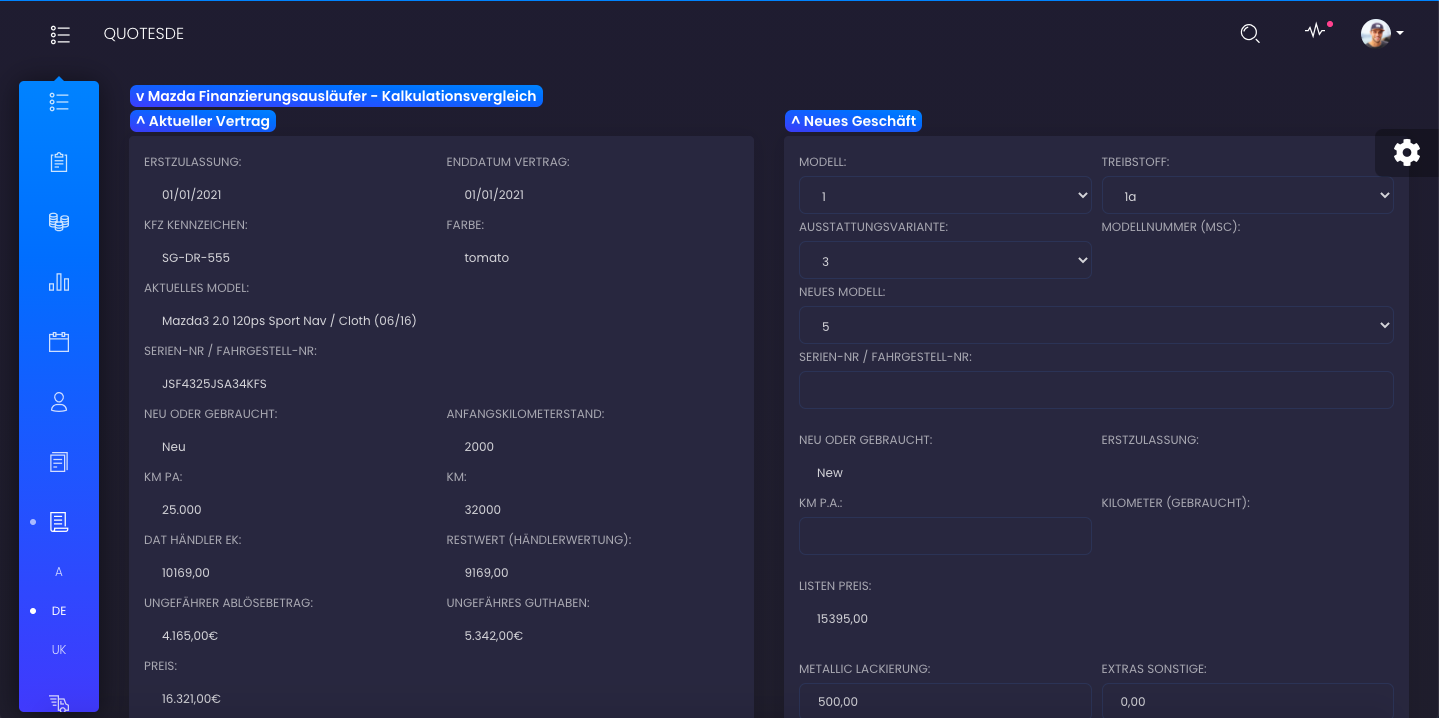 QUOTESDE
v Mazda Finanzierungsausläufer - Kalkulationsvergleich
^ Aktueller Vertrag
ERSTZULASSUNG: ENDDATUM VERTRAG:
01/01/2021 01/01/2021
KFZ KENNZEICHEN: FARBE:
SG-DR-555 tomato
AKTUELLES MODEL:
Mazda3 2.0 120ps Sport Nav / Cloth (06/16)
SERIEN-NR / FAHRGESTELL-NR:
JSF4325JSA34KFS
NEU ODER GEBRAUCHT: ANFANGSKILOMETERSTAND:
Neu 2000
KM PA: KM:
25.000 32000
DAT HÄNDLER EK: RESTWERT (HÄNDLERWERTUNG):
10169,00 9169,00
UNGEFÄHRER ABLÖSEBETRAG: UNGEFÄHRES GUTHABEN:
4.165,00€ 5.342,00€
PREIS:
16.321,00€
^ Neues Geschäft
MODELL: TREIBSTOFF:
1 1a
AUSSTATTUNGSVARIANTE: MODELLNUMMER (MSC):
3
NEUES MODELL:
5
SERIEN-NR / FAHRGESTELL-NR:
NEU ODER GEBRAUCHT: ERSTZULASSUNG:
New
KM P.A.: KILOMETER (GEBRAUCHT):
LISTEN PREIS:
15395,00
METALLIC LACKIERUNG: EXTRAS SONSTIGE:
500,00 0,00
A
DE
UK